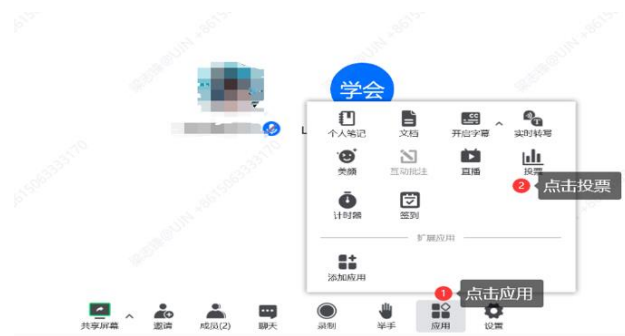 学会
L
个人笔记 文档 开启字幕 实时转写
美颜 互动批注 直播 投票
2 点击投票
计时器 签到
扩展应用
添加应用
1 点击应用
共享屏幕 邀请 成员(2) 聊天 录制 举手 应用 设置